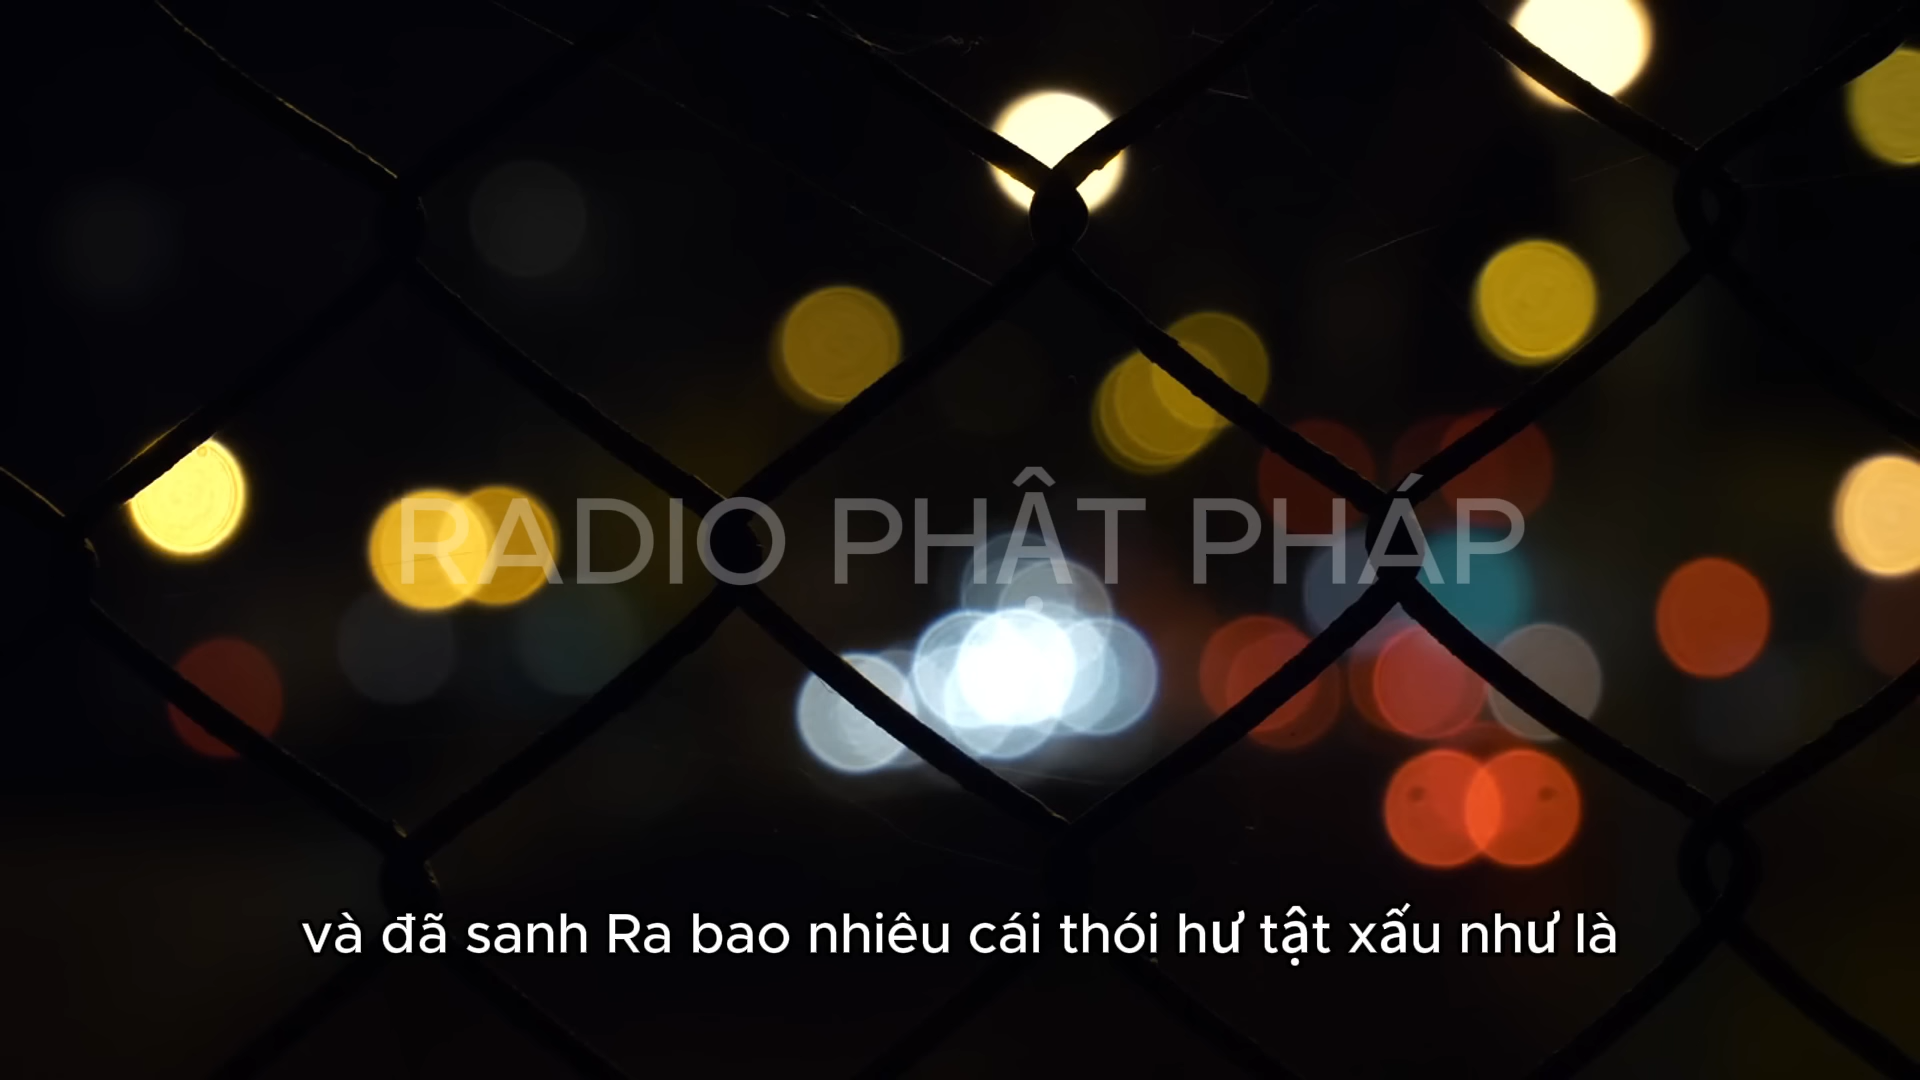 RADIO PHẬT PHÁP
và đã sanh Ra bao nhiêu cái thói hư tật xấu như là